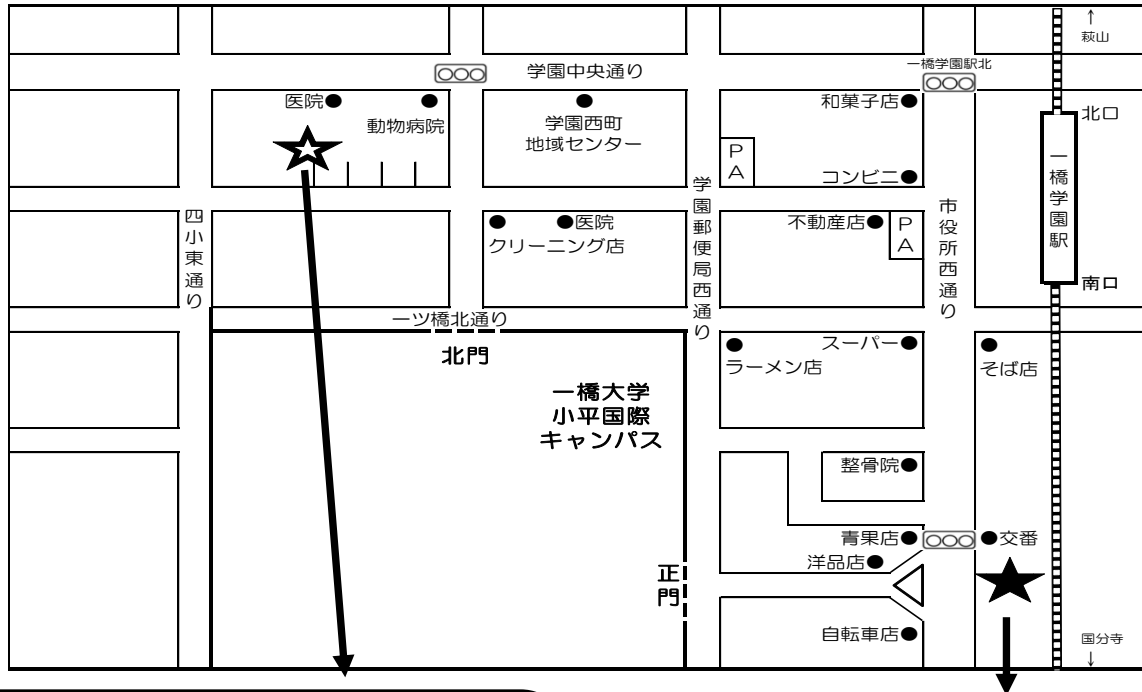 ↑
萩山
学園中央通り
一橋学園駅北
医院
動物病院
学園西町
地域センター
和菓子店
北口
PA
コンビニ
一橋学園駅
四小東通り
学園郵便局西通り
市役所西通り
クリーニング店
医院
不動産店
PA
南口
一ツ橋北通り
北門
ラーメン店
スーパー
そば店
一橋大学
小平国際
キャンパス
整骨院
青果店
交番
洋品店
正門
自転車店
国分寺
↓